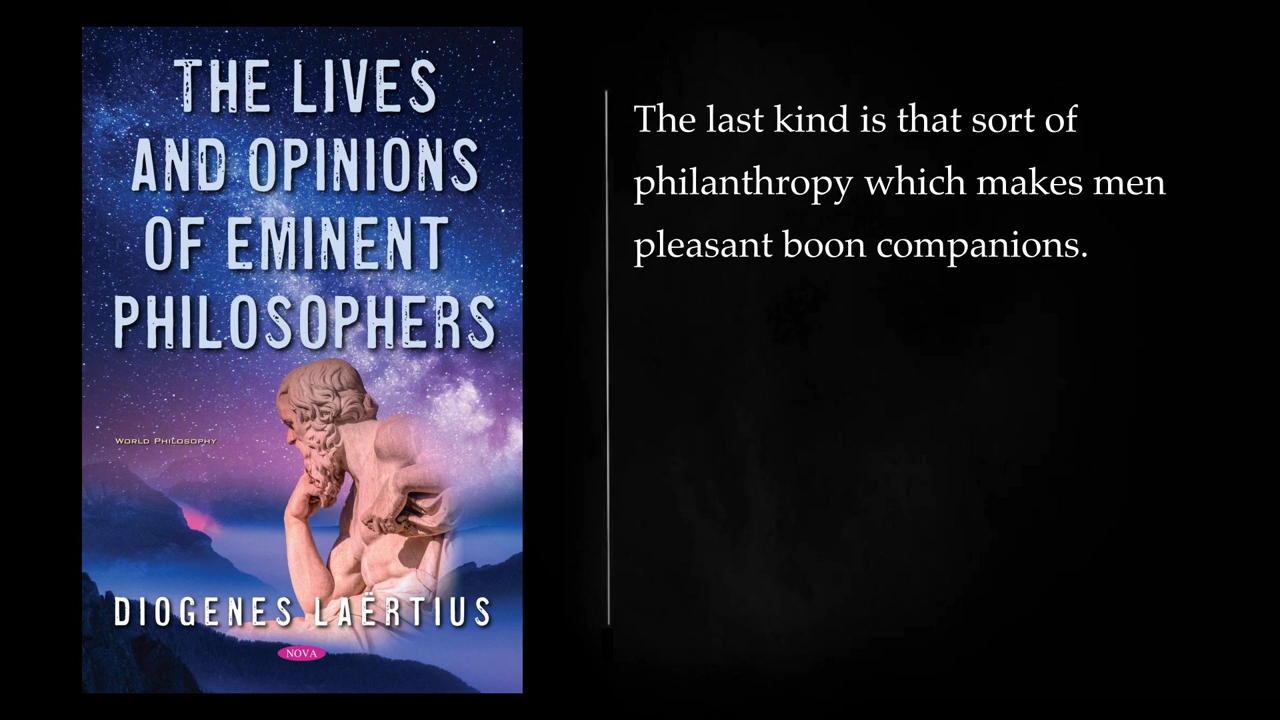 THE LIVES
AND OPINIONS
OF EMINENT
PHILOSOPHERS
WORLD PHILOSOPHY
DIOGENES LAËRTIUS
NOVA
The last kind is that sort of
philanthropy which makes men
pleasant boon companions.